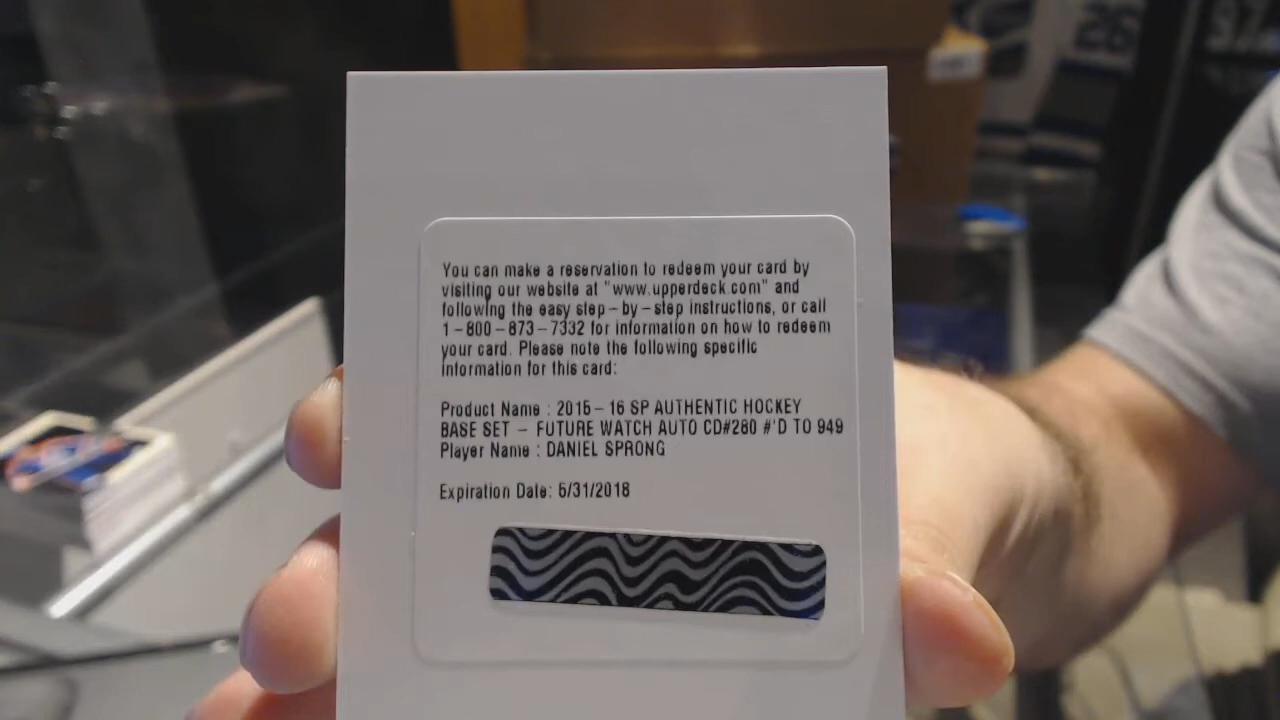 26
97
You can make a reservation to redeem your card by
visiting our website at "www.upperdeck.com" and
following the easy step-by-step instructions, or call
1-800-873-7332 for information on how to redeem
your card. Please note the following specific
information for this card:
Product Name : 2015-16 SP AUTHENTIC HOCKEY
BASE SET - FUTURE WATCH AUTO CD#280 #'D TO 949
Player Name : DANIEL SPRONG
Expiration Date: 5/31/2018